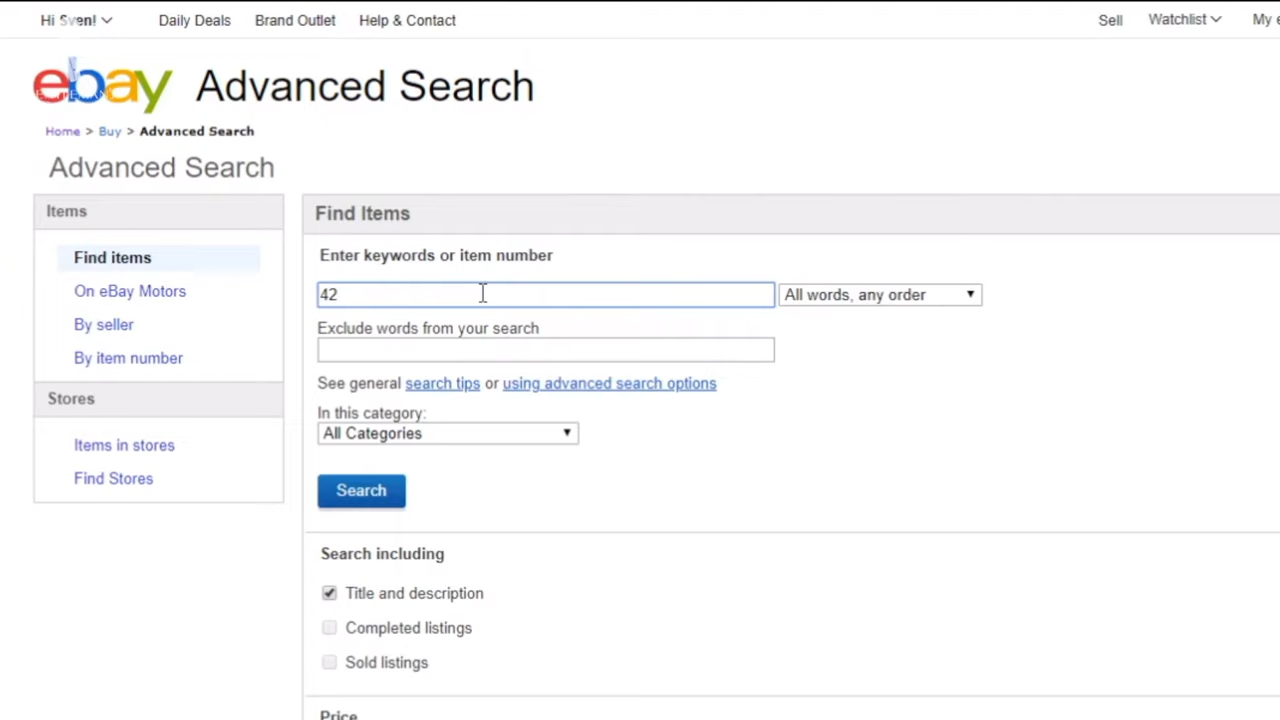 Hi Sven! Daily Deals Brand Outlet Help & Contact Sell Watchlist My e
ebay Advanced Search
Home > Buy > Advanced Search
Advanced Search
Items
Find items
On eBay Motors
By seller
By item number
Stores
Items in stores
Find Stores
Find Items
Enter keywords or item number
42 All words, any order
Exclude words from your search
See general search tips or using advanced search options
In this category:
All Categories
Search
Search including
Title and description
Completed listings
Sold listings
Price